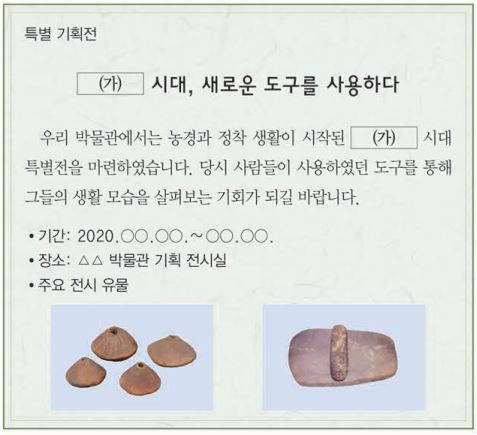 특별 기획전
(가) 시대, 새로운 도구를 사용하다
우리 박물관에서는 농경과 정착 생활이 시작된 (가) 시대
특별전을 마련하였습니다. 당시 사람들이 사용하였던 도구를 통해
그들의 생활 모습을 살펴보는 기회가 되길 바랍니다.
• 기간: 2020.○○.○○.~○○.○○.
• 장소: △△ 박물관 기획 전시실
• 주요 전시 유물